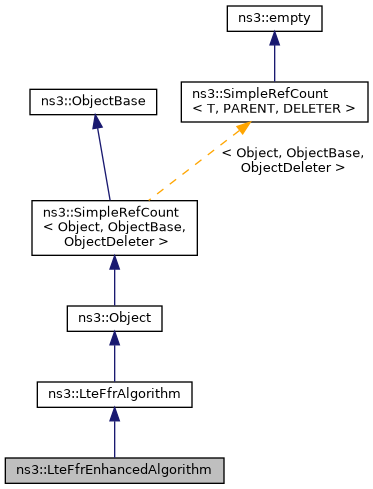 ns3::empty
ns3::SimpleRefCount
< T, PARENT, DELETER >
ns3::ObjectBase
< Object, ObjectBase,
ObjectDeleter >
ns3::SimpleRefCount
< Object, ObjectBase,
ObjectDeleter >
ns3::Object
ns3::LteFfrAlgorithm
ns3::LteFfrEnhancedAlgorithm